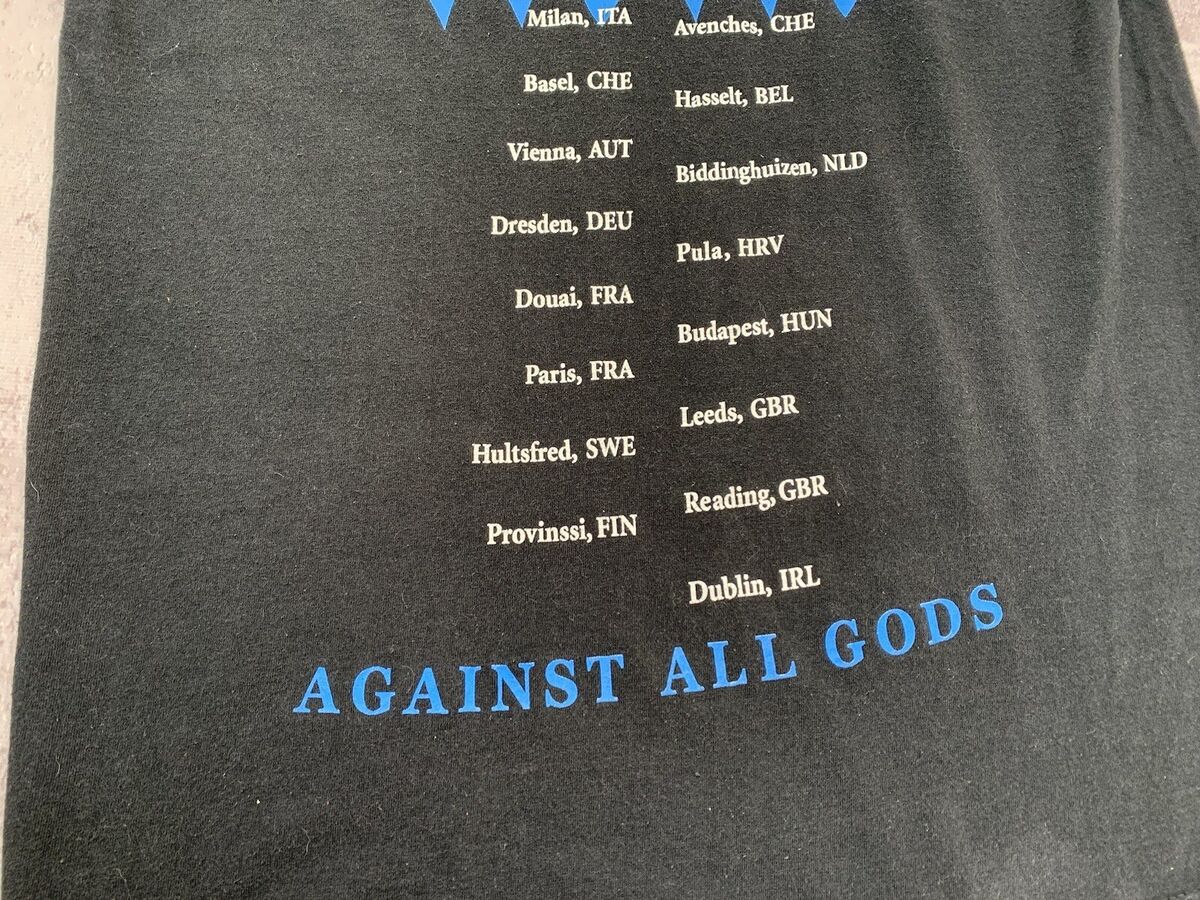 Milan, ITA
Basel, CHE
Vienna, AUT
Dresden, DEU
Douai, FRA
Paris, FRA
Hultsfred, SWE
Provinssi, FIN
Avenches, CHE
Hasselt, BEL
Biddinghuizen, NLD
Pula, HRV
Budapest, HUN
Leeds, GBR
Reading, GBR
Dublin, IRL
AGAINST ALL GODS